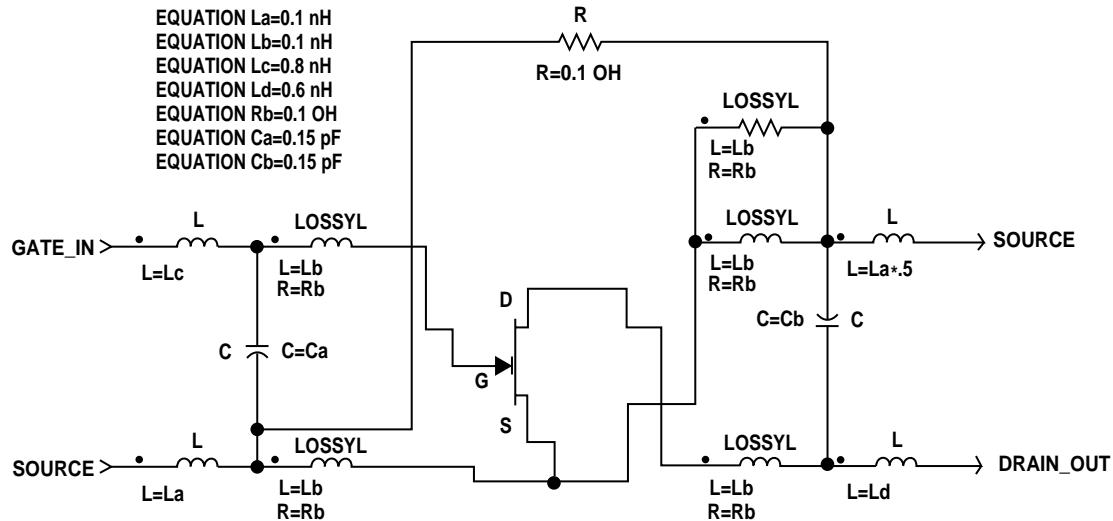 EQUATION La=0.1 nH
EQUATION Lb=0.1 nH
EQUATION Lc=0.8 nH
EQUATION Ld=0.6 nH
EQUATION Rb=0.1 OH
EQUATION Ca=0.15 pF
EQUATION Cb=0.15 pF
R
R=0.1 OH
LOSSYL
L=Lb
R=Rb
L
LOSSYL
LOSSYL
L
GATE_IN
SOURCE
L=Lc
L=Lb
R=Rb
L=Lb
R=Rb
L=La*.5
D
C=Cb
C
C
C=Ca
G
S
L
LOSSYL
LOSSYL
L
SOURCE
DRAIN_OUT
L=La
L=Lb
R=Rb
L=Lb
R=Rb
L=Ld